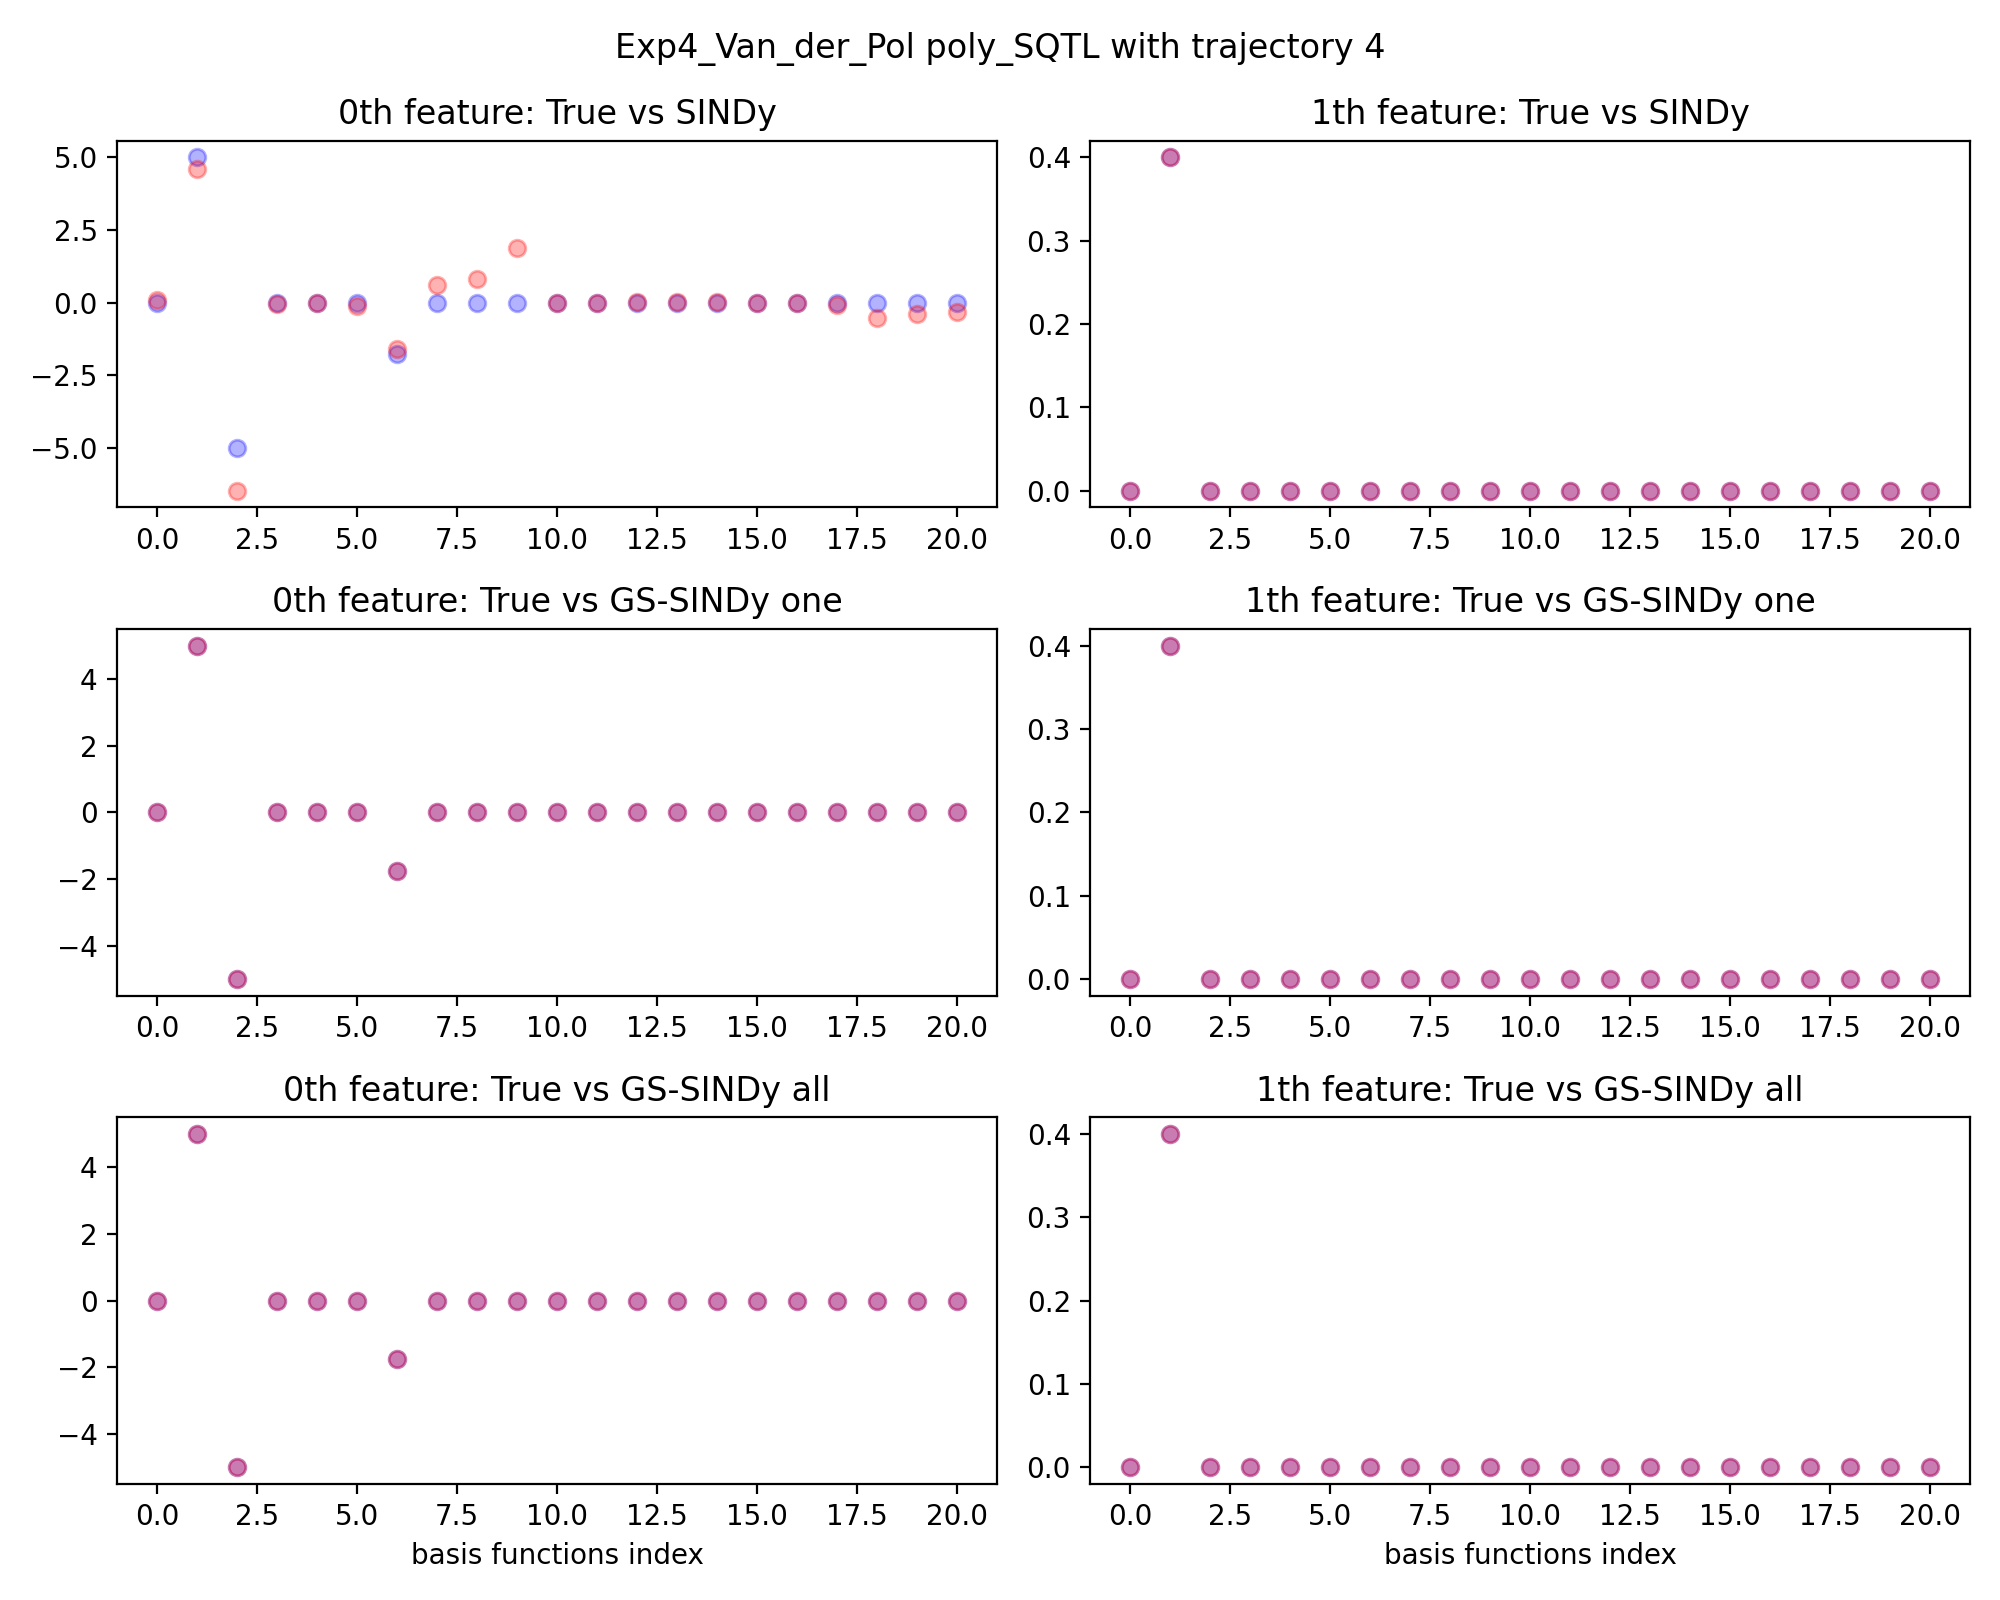 Exp4_Van_der_Pol poly_SQTL with trajectory 4
0th feature: True vs SINDy
5.0
2.5
0.0
−2.5
−5.0
0.0 2.5 5.0 7.5 10.0 12.5 15.0 17.5 20.0
1th feature: True vs SINDy
0.4
0.3
0.2
0.1
0.0
0.0 2.5 5.0 7.5 10.0 12.5 15.0 17.5 20.0
0th feature: True vs GS-SINDy one
4
2
0
−2
−4
0.0 2.5 5.0 7.5 10.0 12.5 15.0 17.5 20.0
1th feature: True vs GS-SINDy one
0.4
0.3
0.2
0.1
0.0
0.0 2.5 5.0 7.5 10.0 12.5 15.0 17.5 20.0
0th feature: True vs GS-SINDy all
4
2
0
−2
−4
0.0 2.5 5.0 7.5 10.0 12.5 15.0 17.5 20.0
basis functions index
1th feature: True vs GS-SINDy all
0.4
0.3
0.2
0.1
0.0
0.0 2.5 5.0 7.5 10.0 12.5 15.0 17.5 20.0
basis functions index